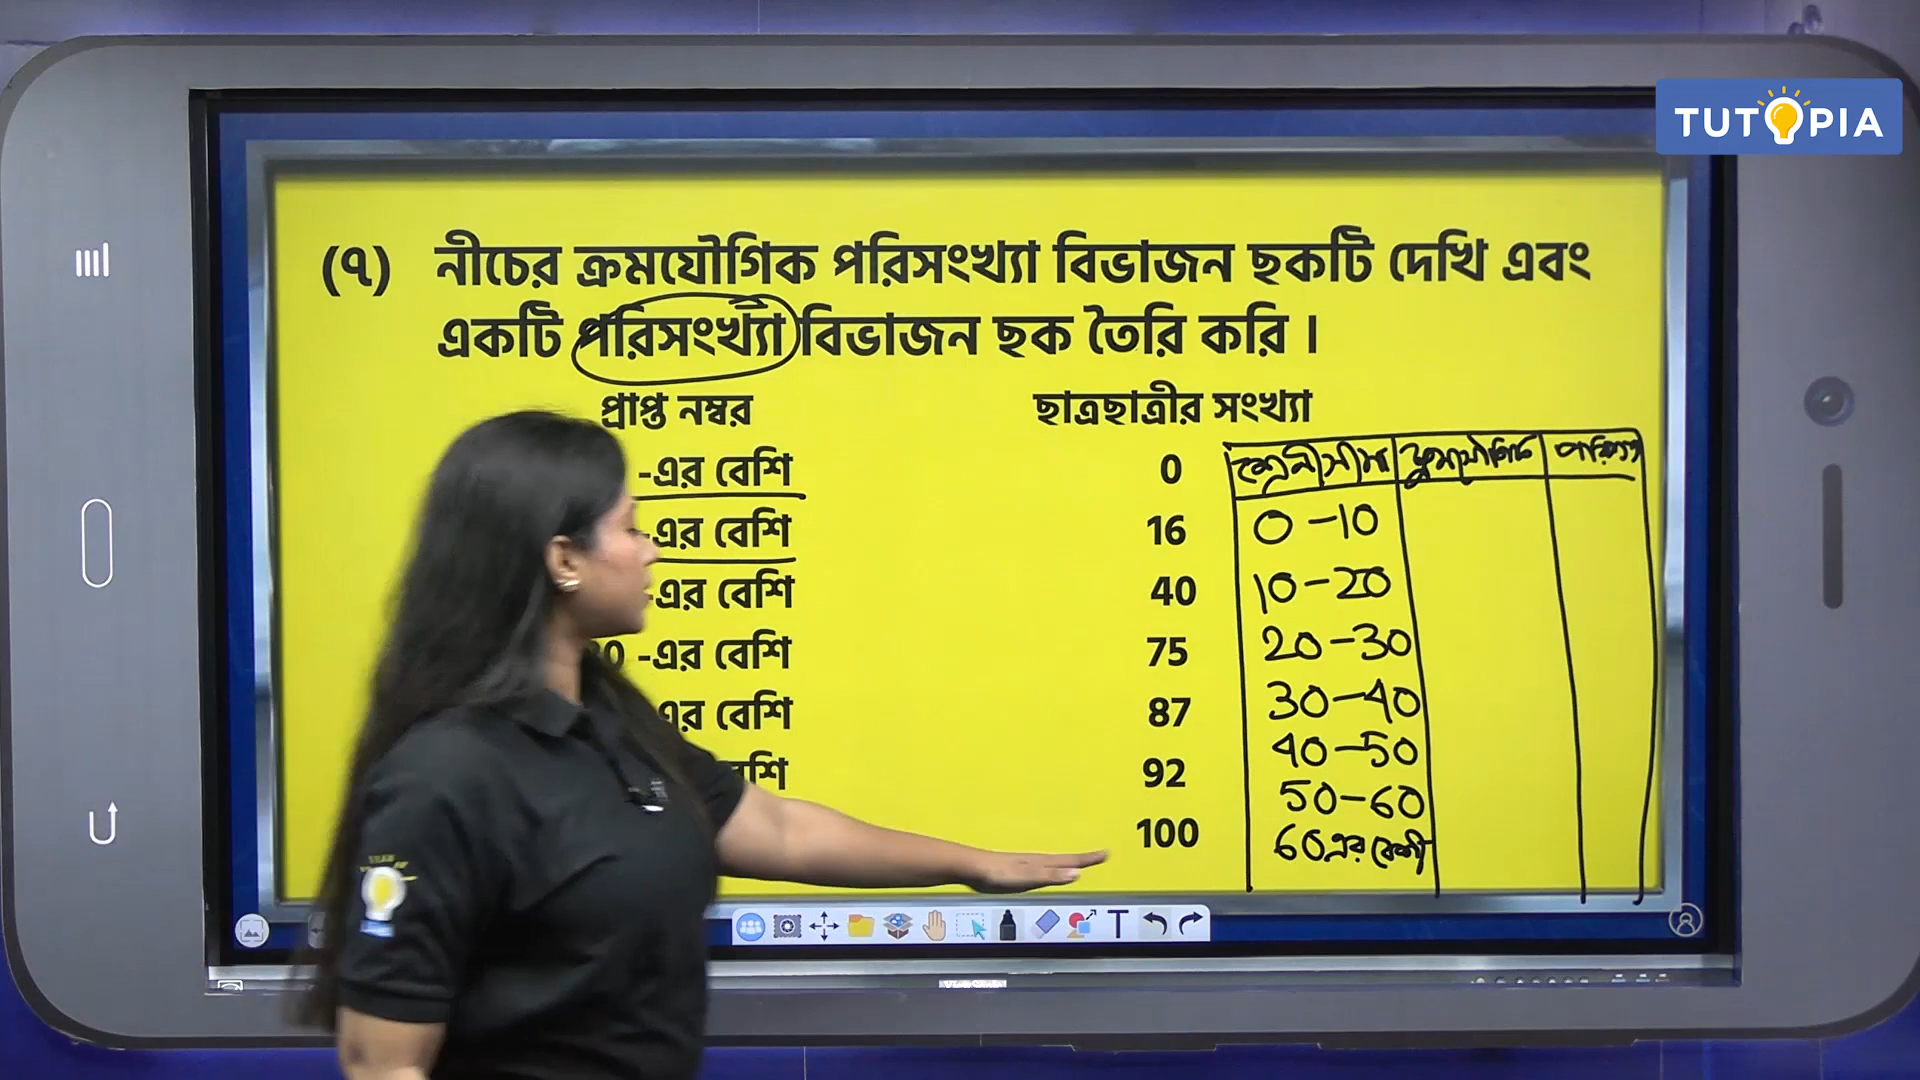 TUTOPIA
(৭) নীচের ক্রমযৌগিক পরিসংখ্যা বিভাজন ছকটি দেখি এবং
একটি পরিসংখ্যা বিভাজন ছক তৈরি করি ।
প্রাপ্ত নম্বর ছাত্রছাত্রীর সংখ্যা
-এর বেশি 0
-এর বেশি 16
-এর বেশি 40
-এর বেশি 75
এর বেশি 87
92
100
শ্রেণীসীমা ক্রমযৌগিক
0-10
10-20
20-30
30-40
40-50
50-60
60এর বেশী